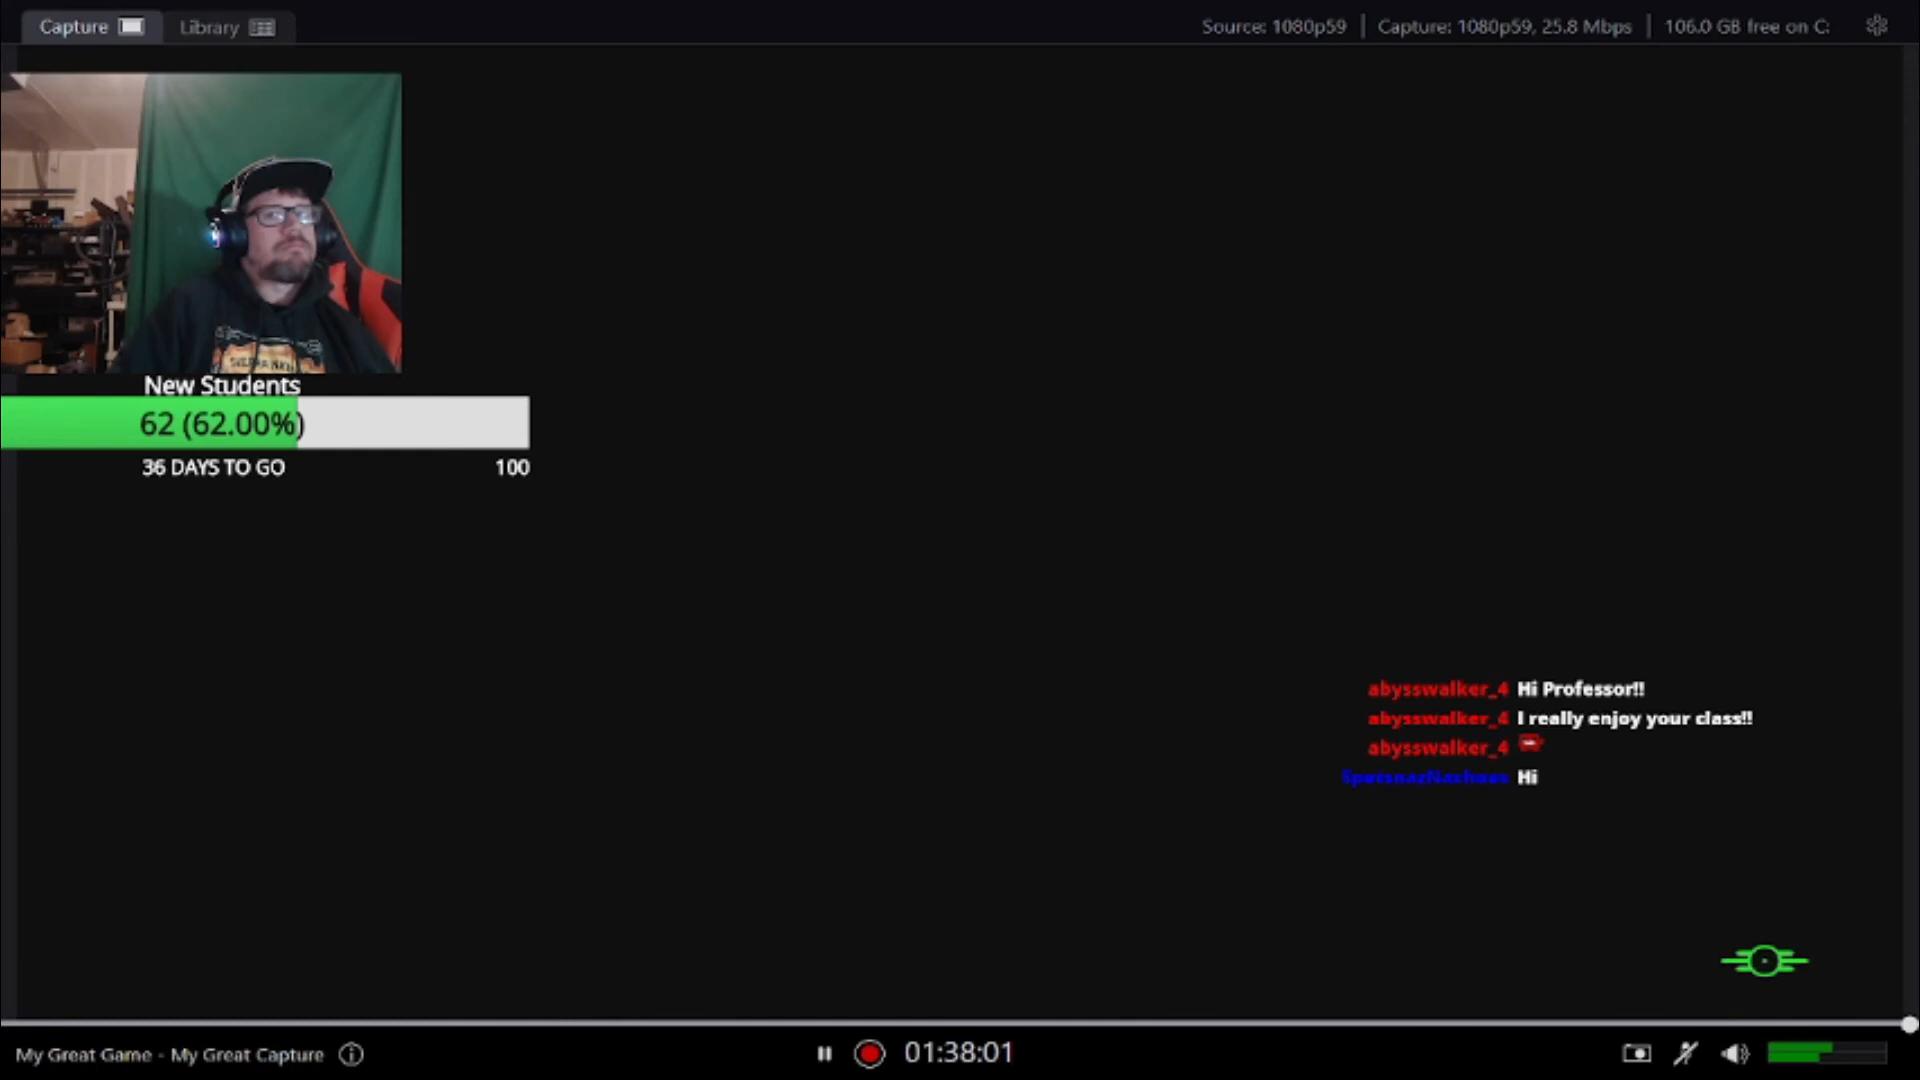 Capture
Library
Source: 1080p59
Capture: 1080p59, 25.8 Mbps
106.0 GB free on C:
New Students
62 (62.00%)
36 DAYS TO GO
100
abysswalker_4 Hi Professor!!
abysswalker_4 I really enjoy your class!!
abysswalker_4
Hi
My Great Game - My Great Capture
01:38:01